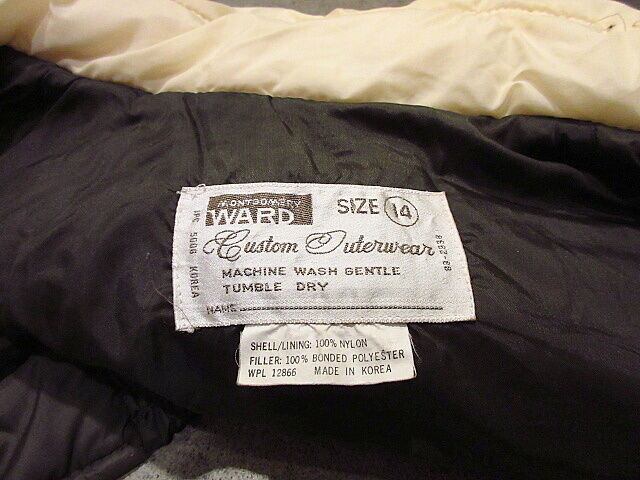 MONTGOMERY
WARD
SIZE 14
Custom Outerwear
MACHINE WASH GENTLE
TUMBLE DRY
NAME
5006 KOREA
SHELL/LINING: 100% NYLON
FILLER: 100% BONDED POLYESTER
WPL 12866 MADE IN KOREA